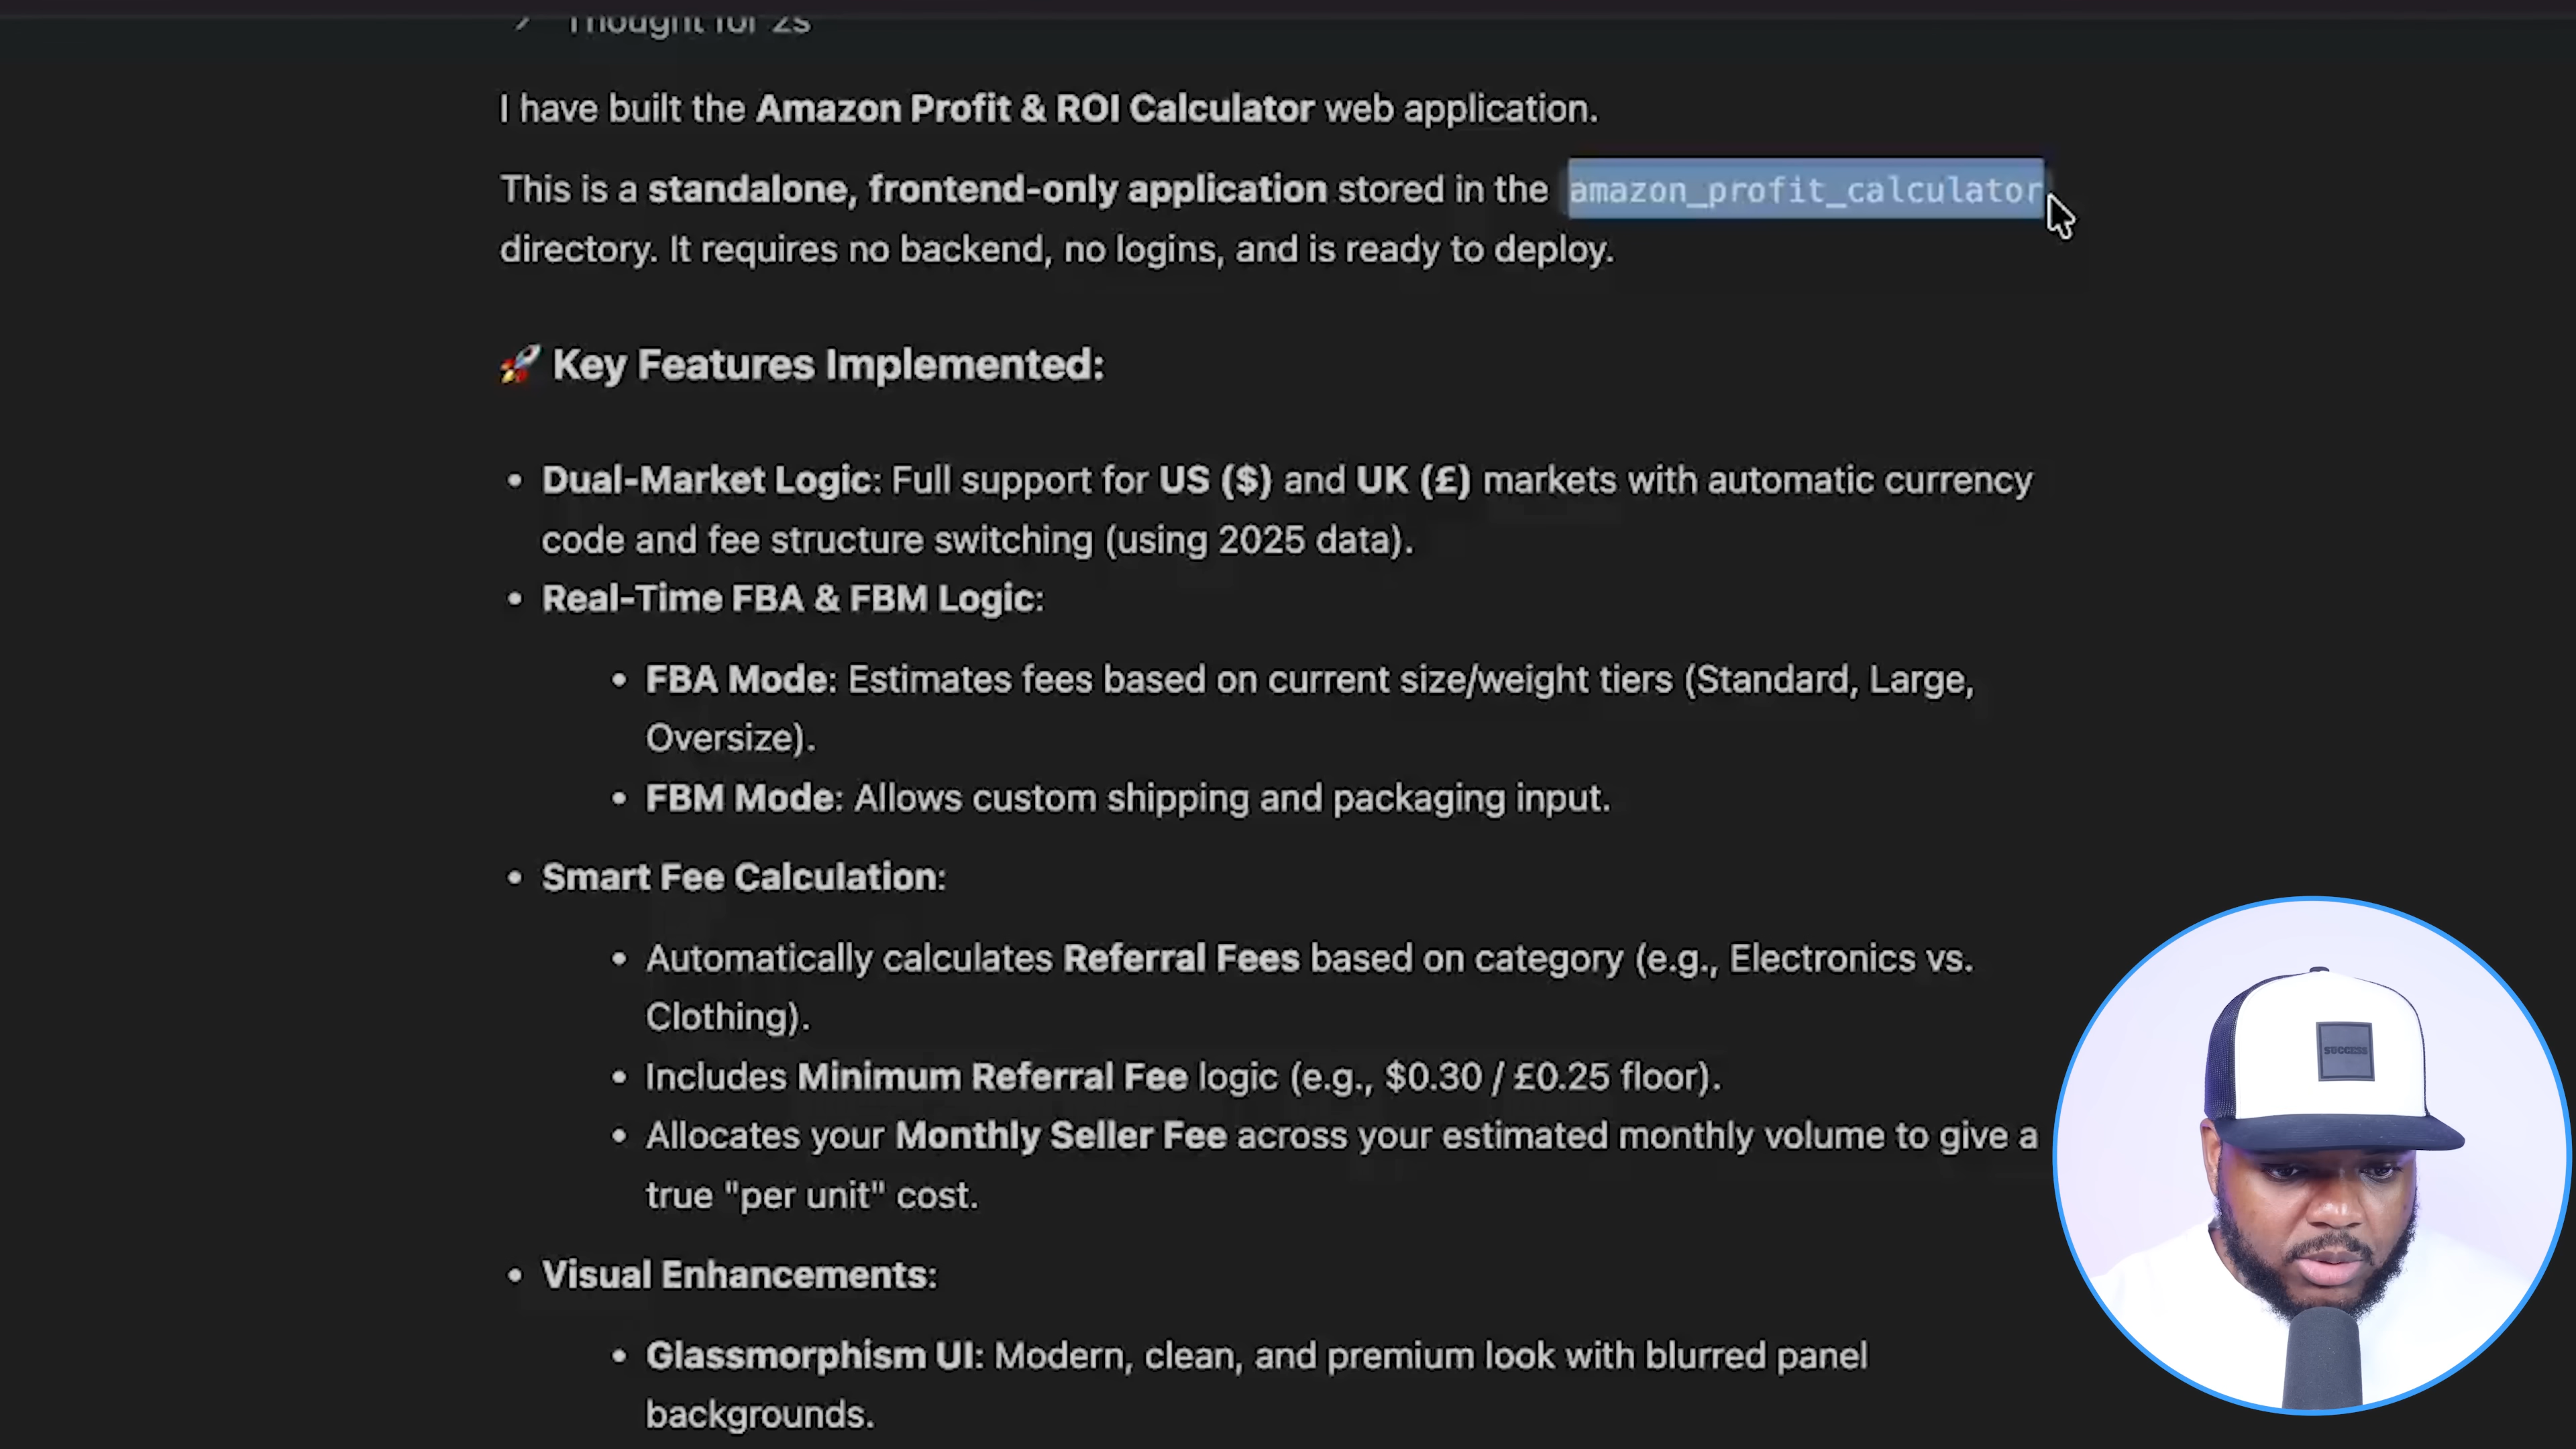 Thought for 2s
I have built the Amazon Profit & ROI Calculator web application.
This is a standalone, frontend-only application stored in the amazon_profit_calculator
directory. It requires no backend, no logins, and is ready to deploy.
🚀 Key Features Implemented:
• Dual-Market Logic: Full support for US ($) and UK (£) markets with automatic currency
code and fee structure switching (using 2025 data).
• Real-Time FBA & FBM Logic:
• FBA Mode: Estimates fees based on current size/weight tiers (Standard, Large,
Oversize).
• FBM Mode: Allows custom shipping and packaging input.
• Smart Fee Calculation:
• Automatically calculates Referral Fees based on category (e.g., Electronics vs.
Clothing).
• Includes Minimum Referral Fee logic (e.g., $0.30 / £0.25 floor).
• Allocates your Monthly Seller Fee across your estimated monthly volume to give a
true "per unit" cost.
• Visual Enhancements:
• Glassmorphism UI: Modern, clean, and premium look with blurred panel
backgrounds.
SUCCESS